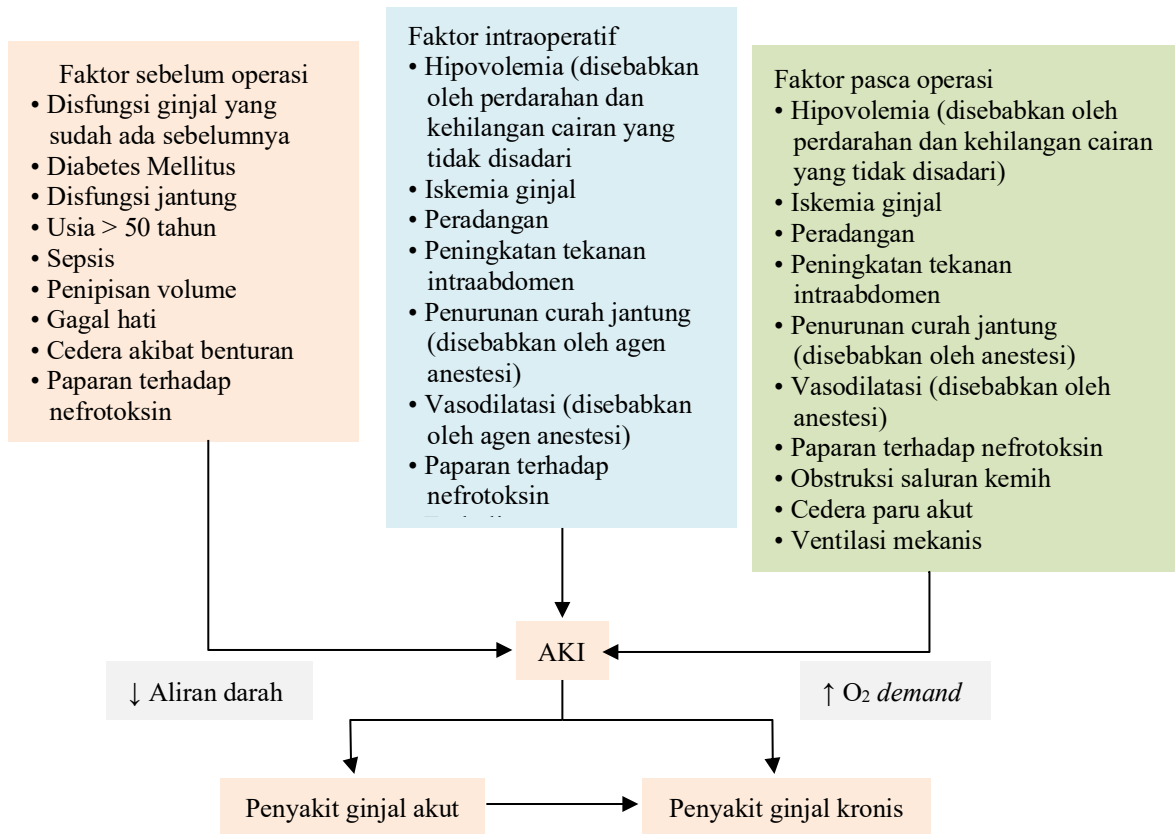 Faktor sebelum operasi
• Disfungsi ginjal yang
sudah ada sebelumnya
• Diabetes Mellitus
• Disfungsi jantung
• Usia > 50 tahun
• Sepsis
• Penipisan volume
• Gagal hati
• Cedera akibat benturan
• Paparan terhadap
nefrotoksin
Faktor intraoperatif
• Hipovolemia (disebabkan
oleh perdarahan dan
kehilangan cairan yang
tidak disadari
• Iskemia ginjal
• Peradangan
• Peningkatan tekanan
intraabdomen
• Penurunan curah jantung
(disebabkan oleh agen
anestesi)
• Vasodilatasi (disebabkan
oleh agen anestesi)
• Paparan terhadap
nefrotoksin
Faktor pasca operasi
• Hipovolemia (disebabkan oleh
perdarahan dan kehilangan cairan
yang tidak disadari)
• Iskemia ginjal
• Peradangan
• Peningkatan tekanan
intraabdomen
• Penurunan curah jantung
(disebabkan oleh anestesi)
• Vasodilatasi (disebabkan oleh
anestesi)
• Paparan terhadap nefrotoksin
• Obstruksi saluran kemih
• Cedera paru akut
• Ventilasi mekanis
AKI
↓ Aliran darah
↑ O₂ demand
Penyakit ginjal akut
Penyakit ginjal kronis